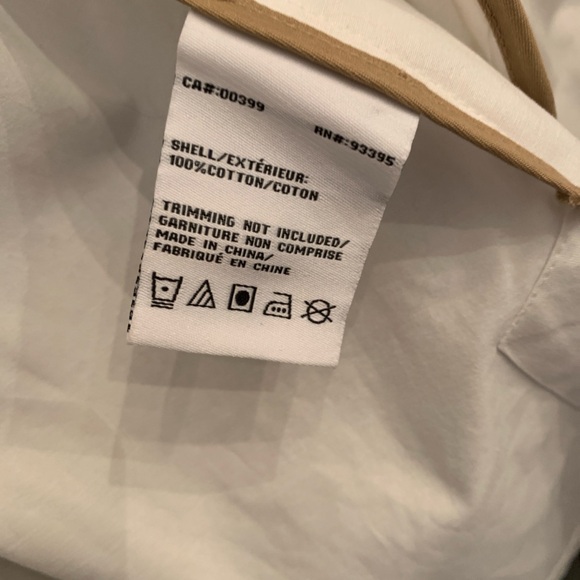 CA#:00399
RN#:93395
SHELL/EXTÉRIEUR:
100%COTTON/COTON
TRIMMING NOT INCLUDED/
GARNITURE NON COMPRISE
MADE IN CHINA/
FABRIQUÉ EN CHINE